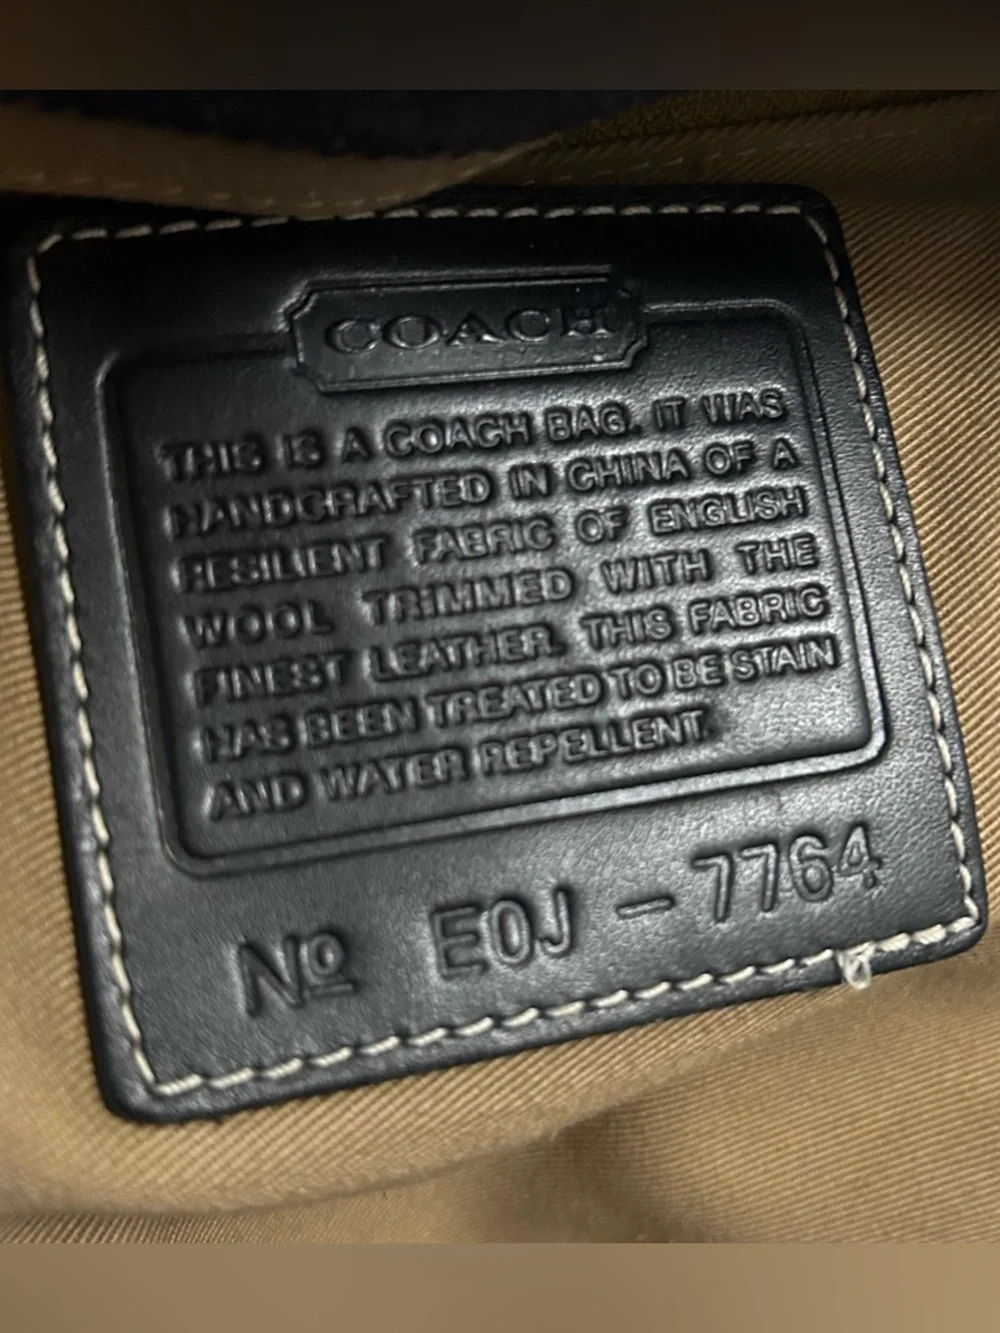 COACH
THIS IS A COACH BAG. IT WAS
HANDCRAFTED IN CHINA OF A
RESILIENT FABRIC OF ENGLISH
WOOL TRIMMED WITH THE
FINEST LEATHER. THIS FABRIC
HAS BEEN TREATED TO BE STAIN
AND WATER REPELLENT.
Nº E0J-7764